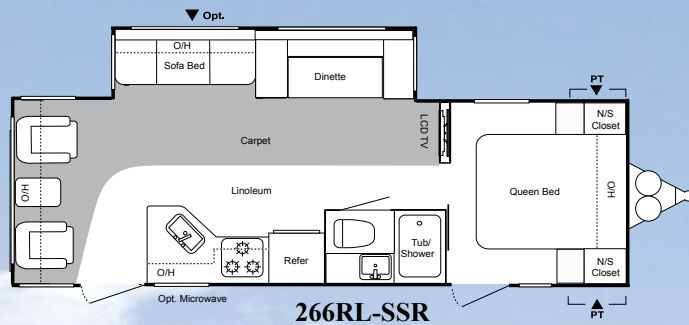 Opt.
O/H
Sofa Bed
Dinette
PT
N/S
Closet
LCD TV
Carpet
O/H
Linoleum
Queen Bed
O/H
Tub/
Shower
Refer
O/H
N/S
Closet
Opt. Microwave
PT
266RL-SSR